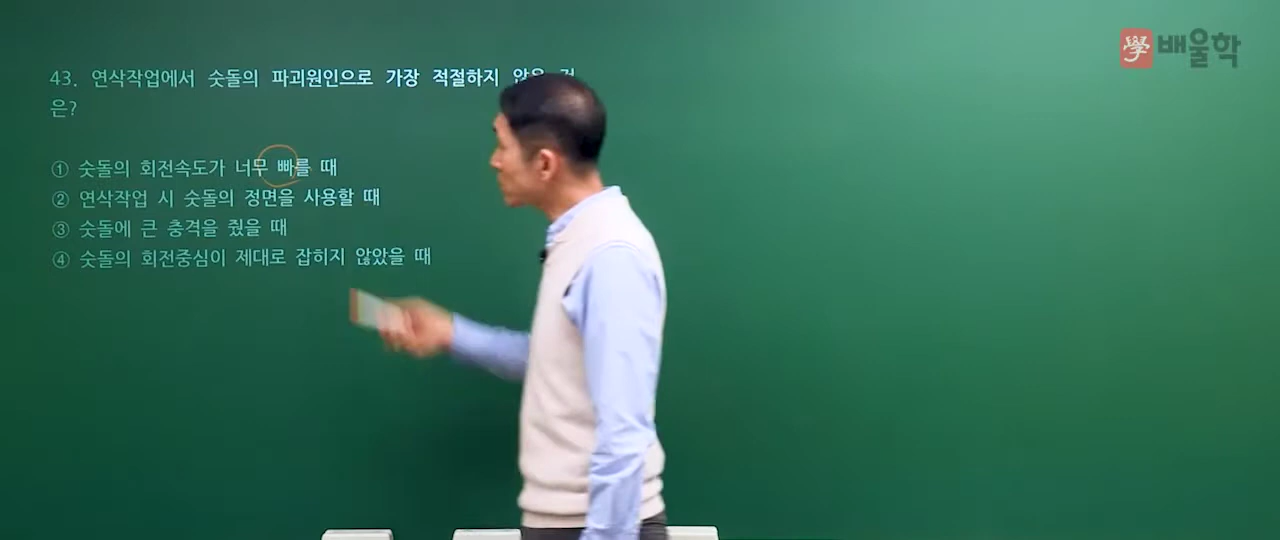 學 배울학
43. 연삭작업에서 숫돌의 파괴원인으로 가장 적절하지
은?
① 숫돌의 회전속도가 너무 빠를 때
② 연삭작업 시 숫돌의 정면을 사용할 때
③ 숫돌에 큰 충격을 줬을 때
④ 숫돌의 회전중심이 제대로 잡히지 않았을 때